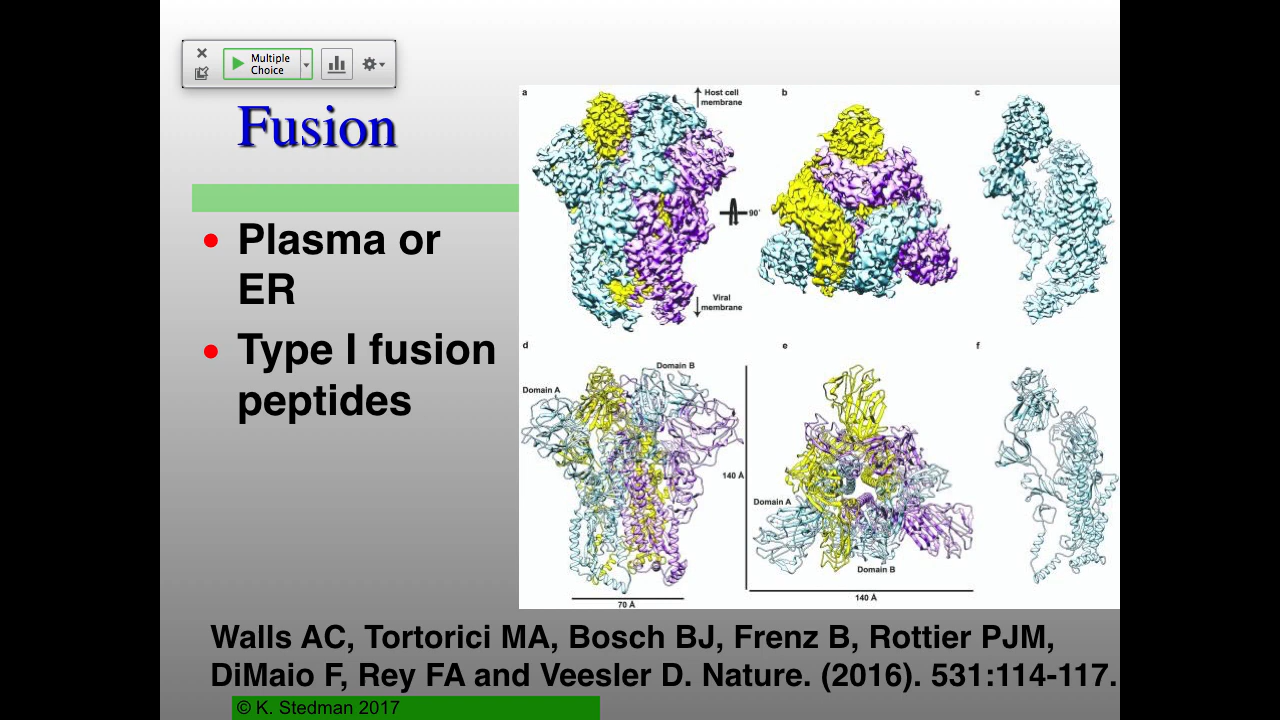 Multiple
Choice
Fusion
Plasma or
ER
Type I fusion
peptides
a
Host cell
membrane
b
c
90°
Viral
membrane
d
Domain B
e
f
Domain A
140 Å
Domain A
Domain B
70 Å
140 Å
Walls AC, Tortorici MA, Bosch BJ, Frenz B, Rottier PJM,
DiMaio F, Rey FA and Veesler D. Nature. (2016). 531:114-117.
© K. Stedman 2017